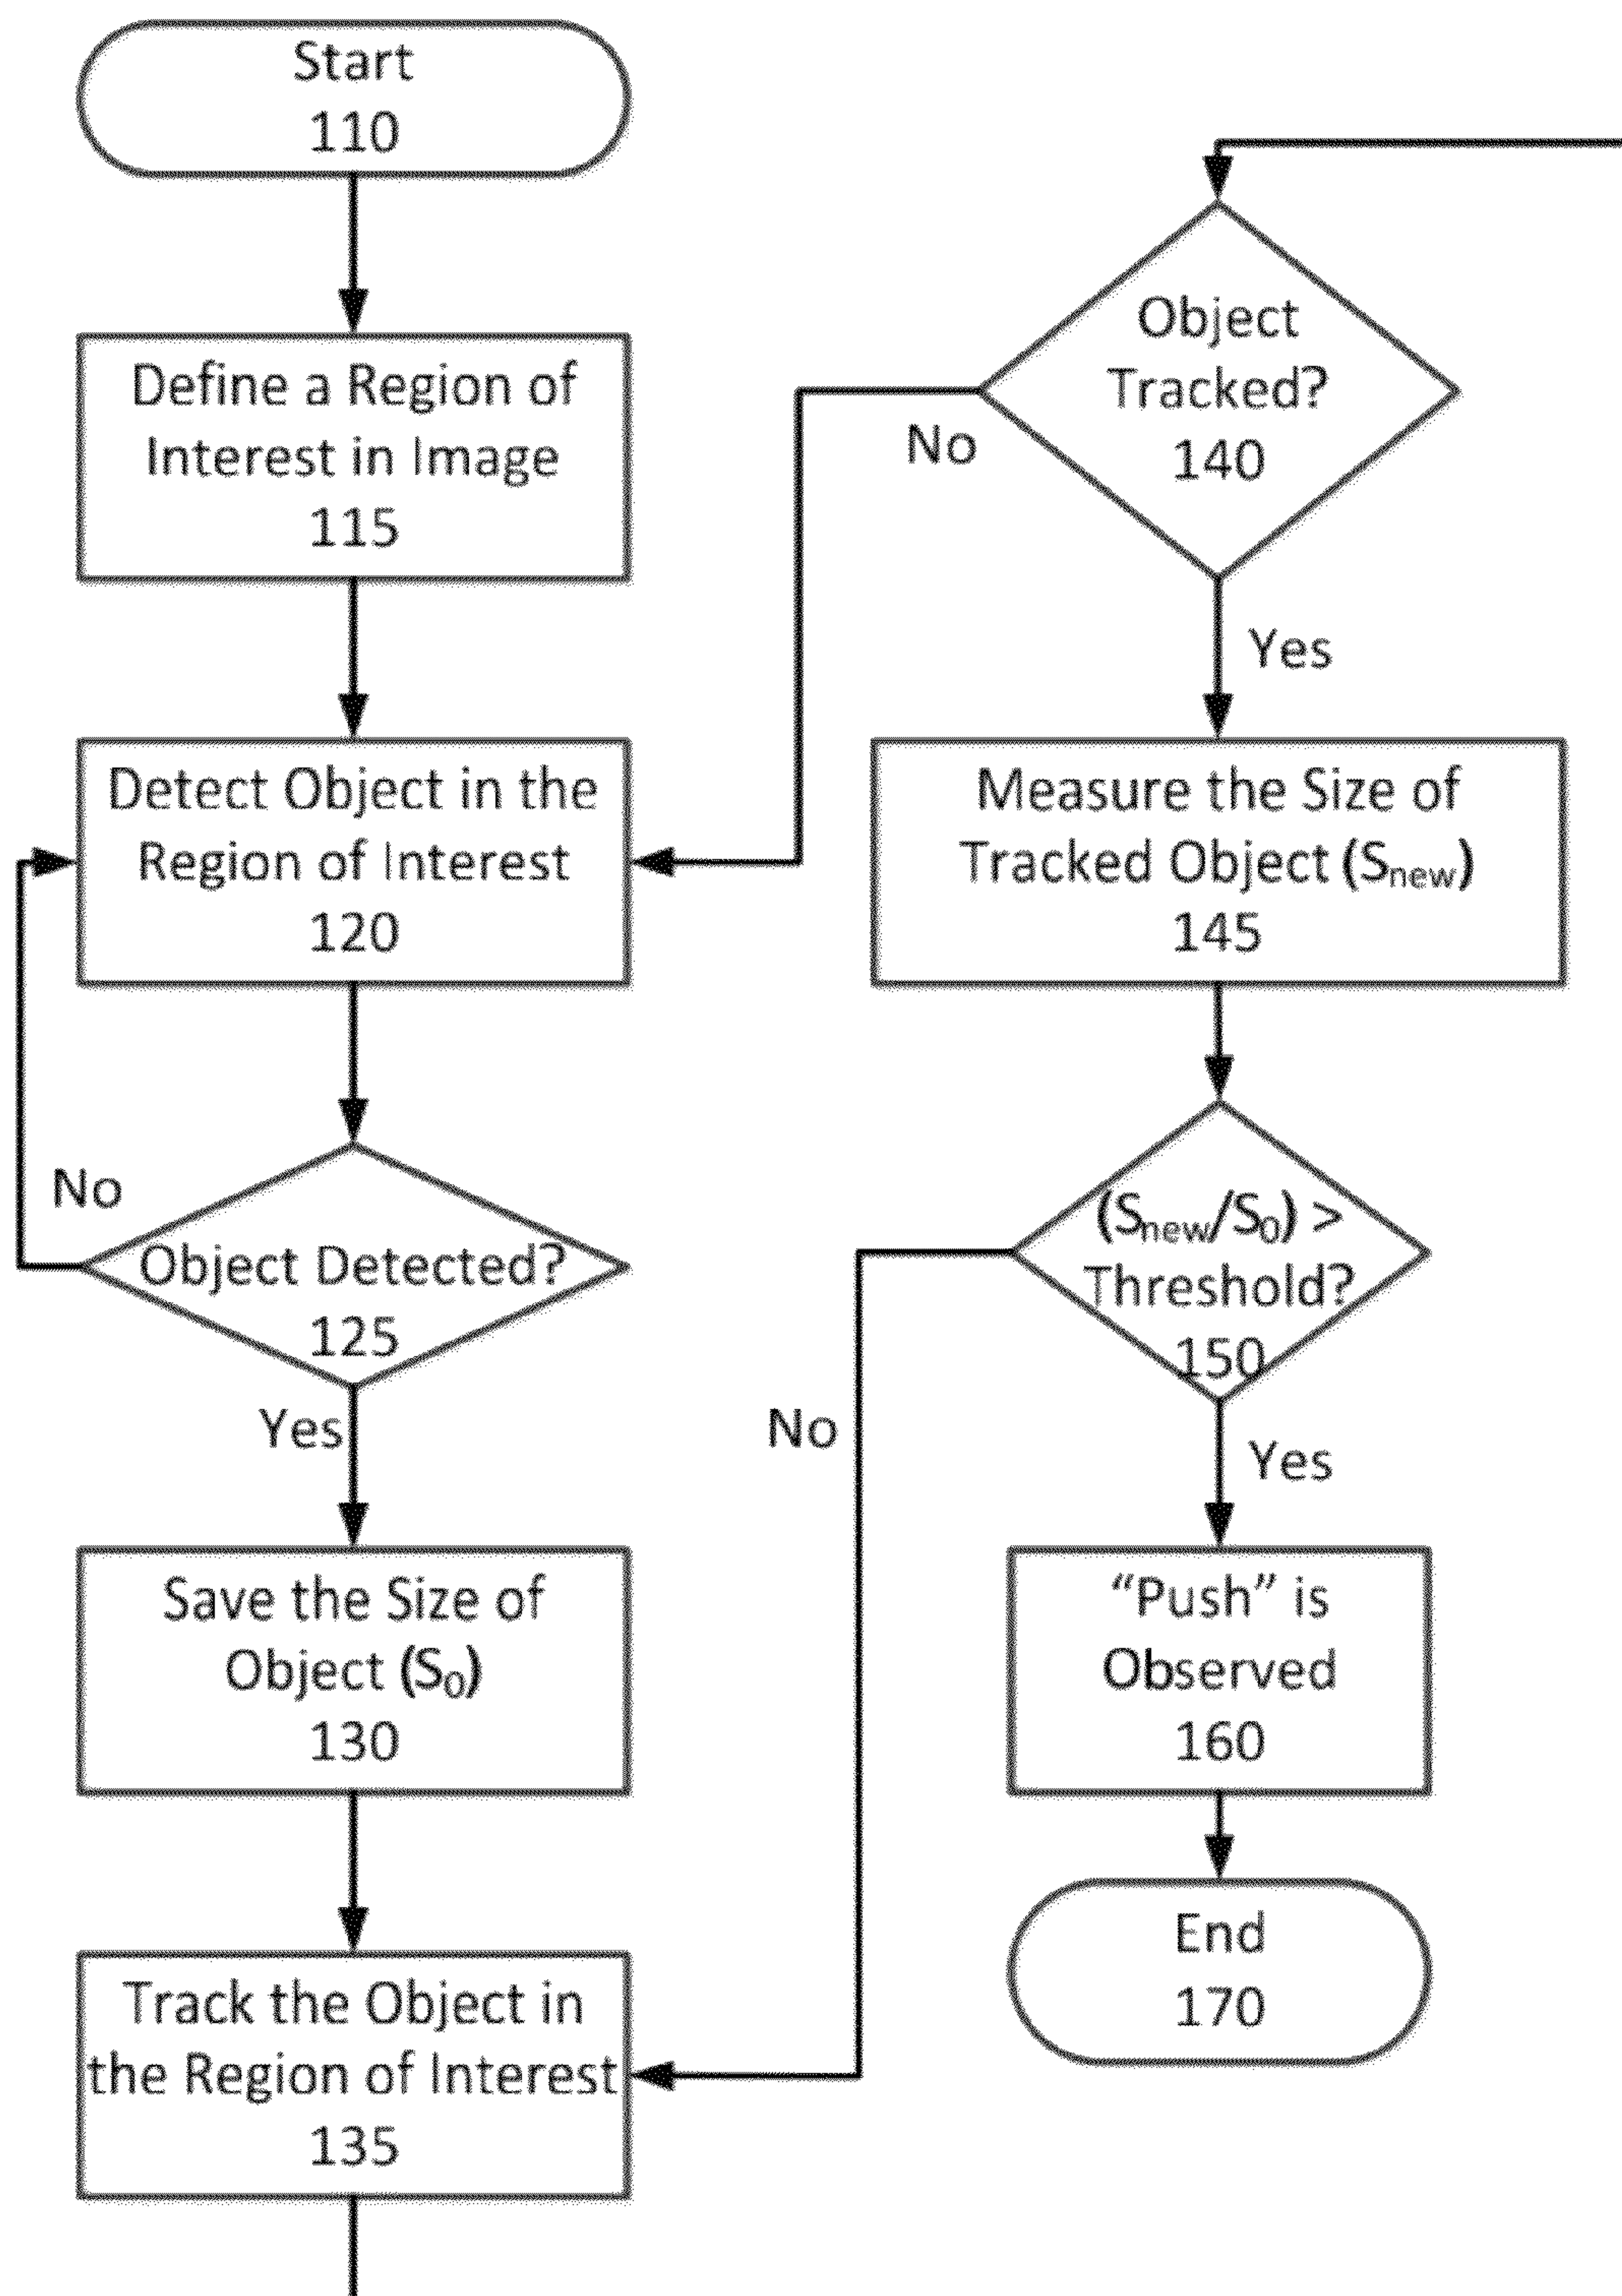 Start
110
Define a Region of
Interest in Image
115
Detect Object in the
Region of Interest
120
No
Object Detected?
125
Yes
Save the Size of
Object (S₀)
130
Track the Object in
the Region of Interest
135
Object
Tracked?
140
No
Yes
Measure the Size of
Tracked Object (Sₙₑw)
145
(Sₙₑw/S₀) >
Threshold?
150
No
Yes
“Push” is
Observed
160
End
170